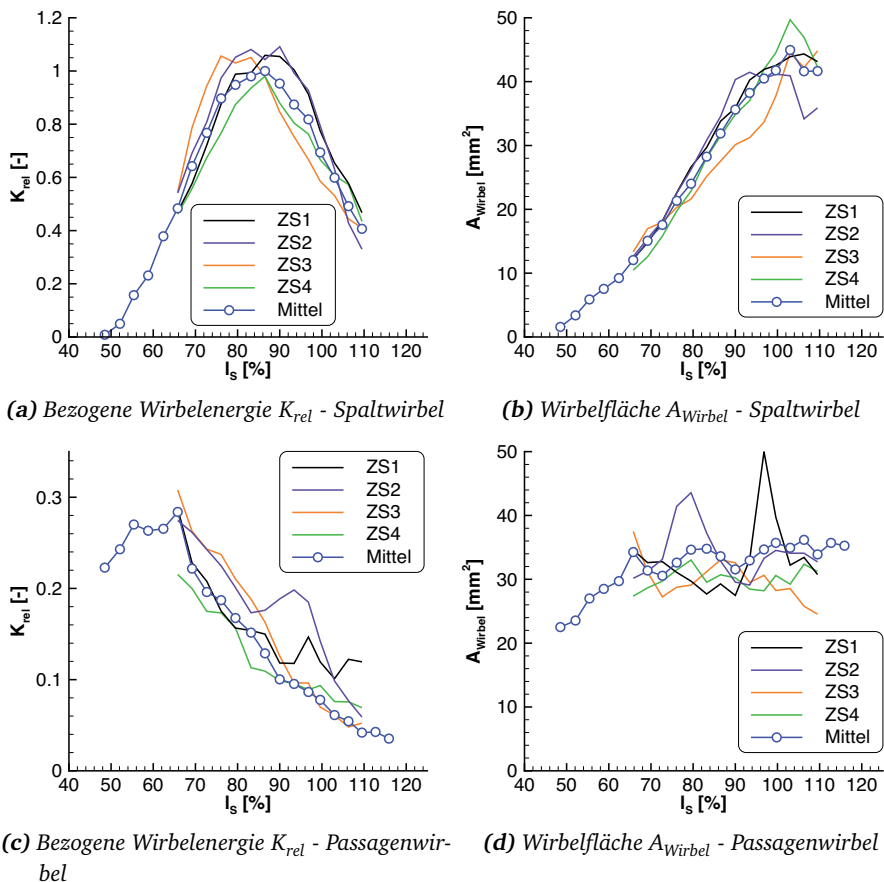 1.2
1
0.8
0.6
0.4
0.2
0
K_rel [-]
ZS1
ZS2
ZS3
ZS4
Mittel
40 50 60 70 80 90 100 110 120
l_S [%]
(a) Bezogene Wirbelenergie K_rel - Spaltwirbel
50
40
30
20
10
0
A_Wirbel [mm²]
ZS1
ZS2
ZS3
ZS4
Mittel
40 50 60 70 80 90 100 110 120
l_S [%]
(b) Wirbelfläche A_Wirbel - Spaltwirbel
0.3
0.2
0.1
0
K_rel [-]
ZS1
ZS2
ZS3
ZS4
Mittel
40 50 60 70 80 90 100 110 120
l_S [%]
(c) Bezogene Wirbelenergie K_rel - Passagenwir-
bel
50
40
30
20
10
0
A_Wirbel [mm²]
ZS1
ZS2
ZS3
ZS4
Mittel
40 50 60 70 80 90 100 110 120
l_S [%]
(d) Wirbelfläche A_Wirbel - Passagenwirbel